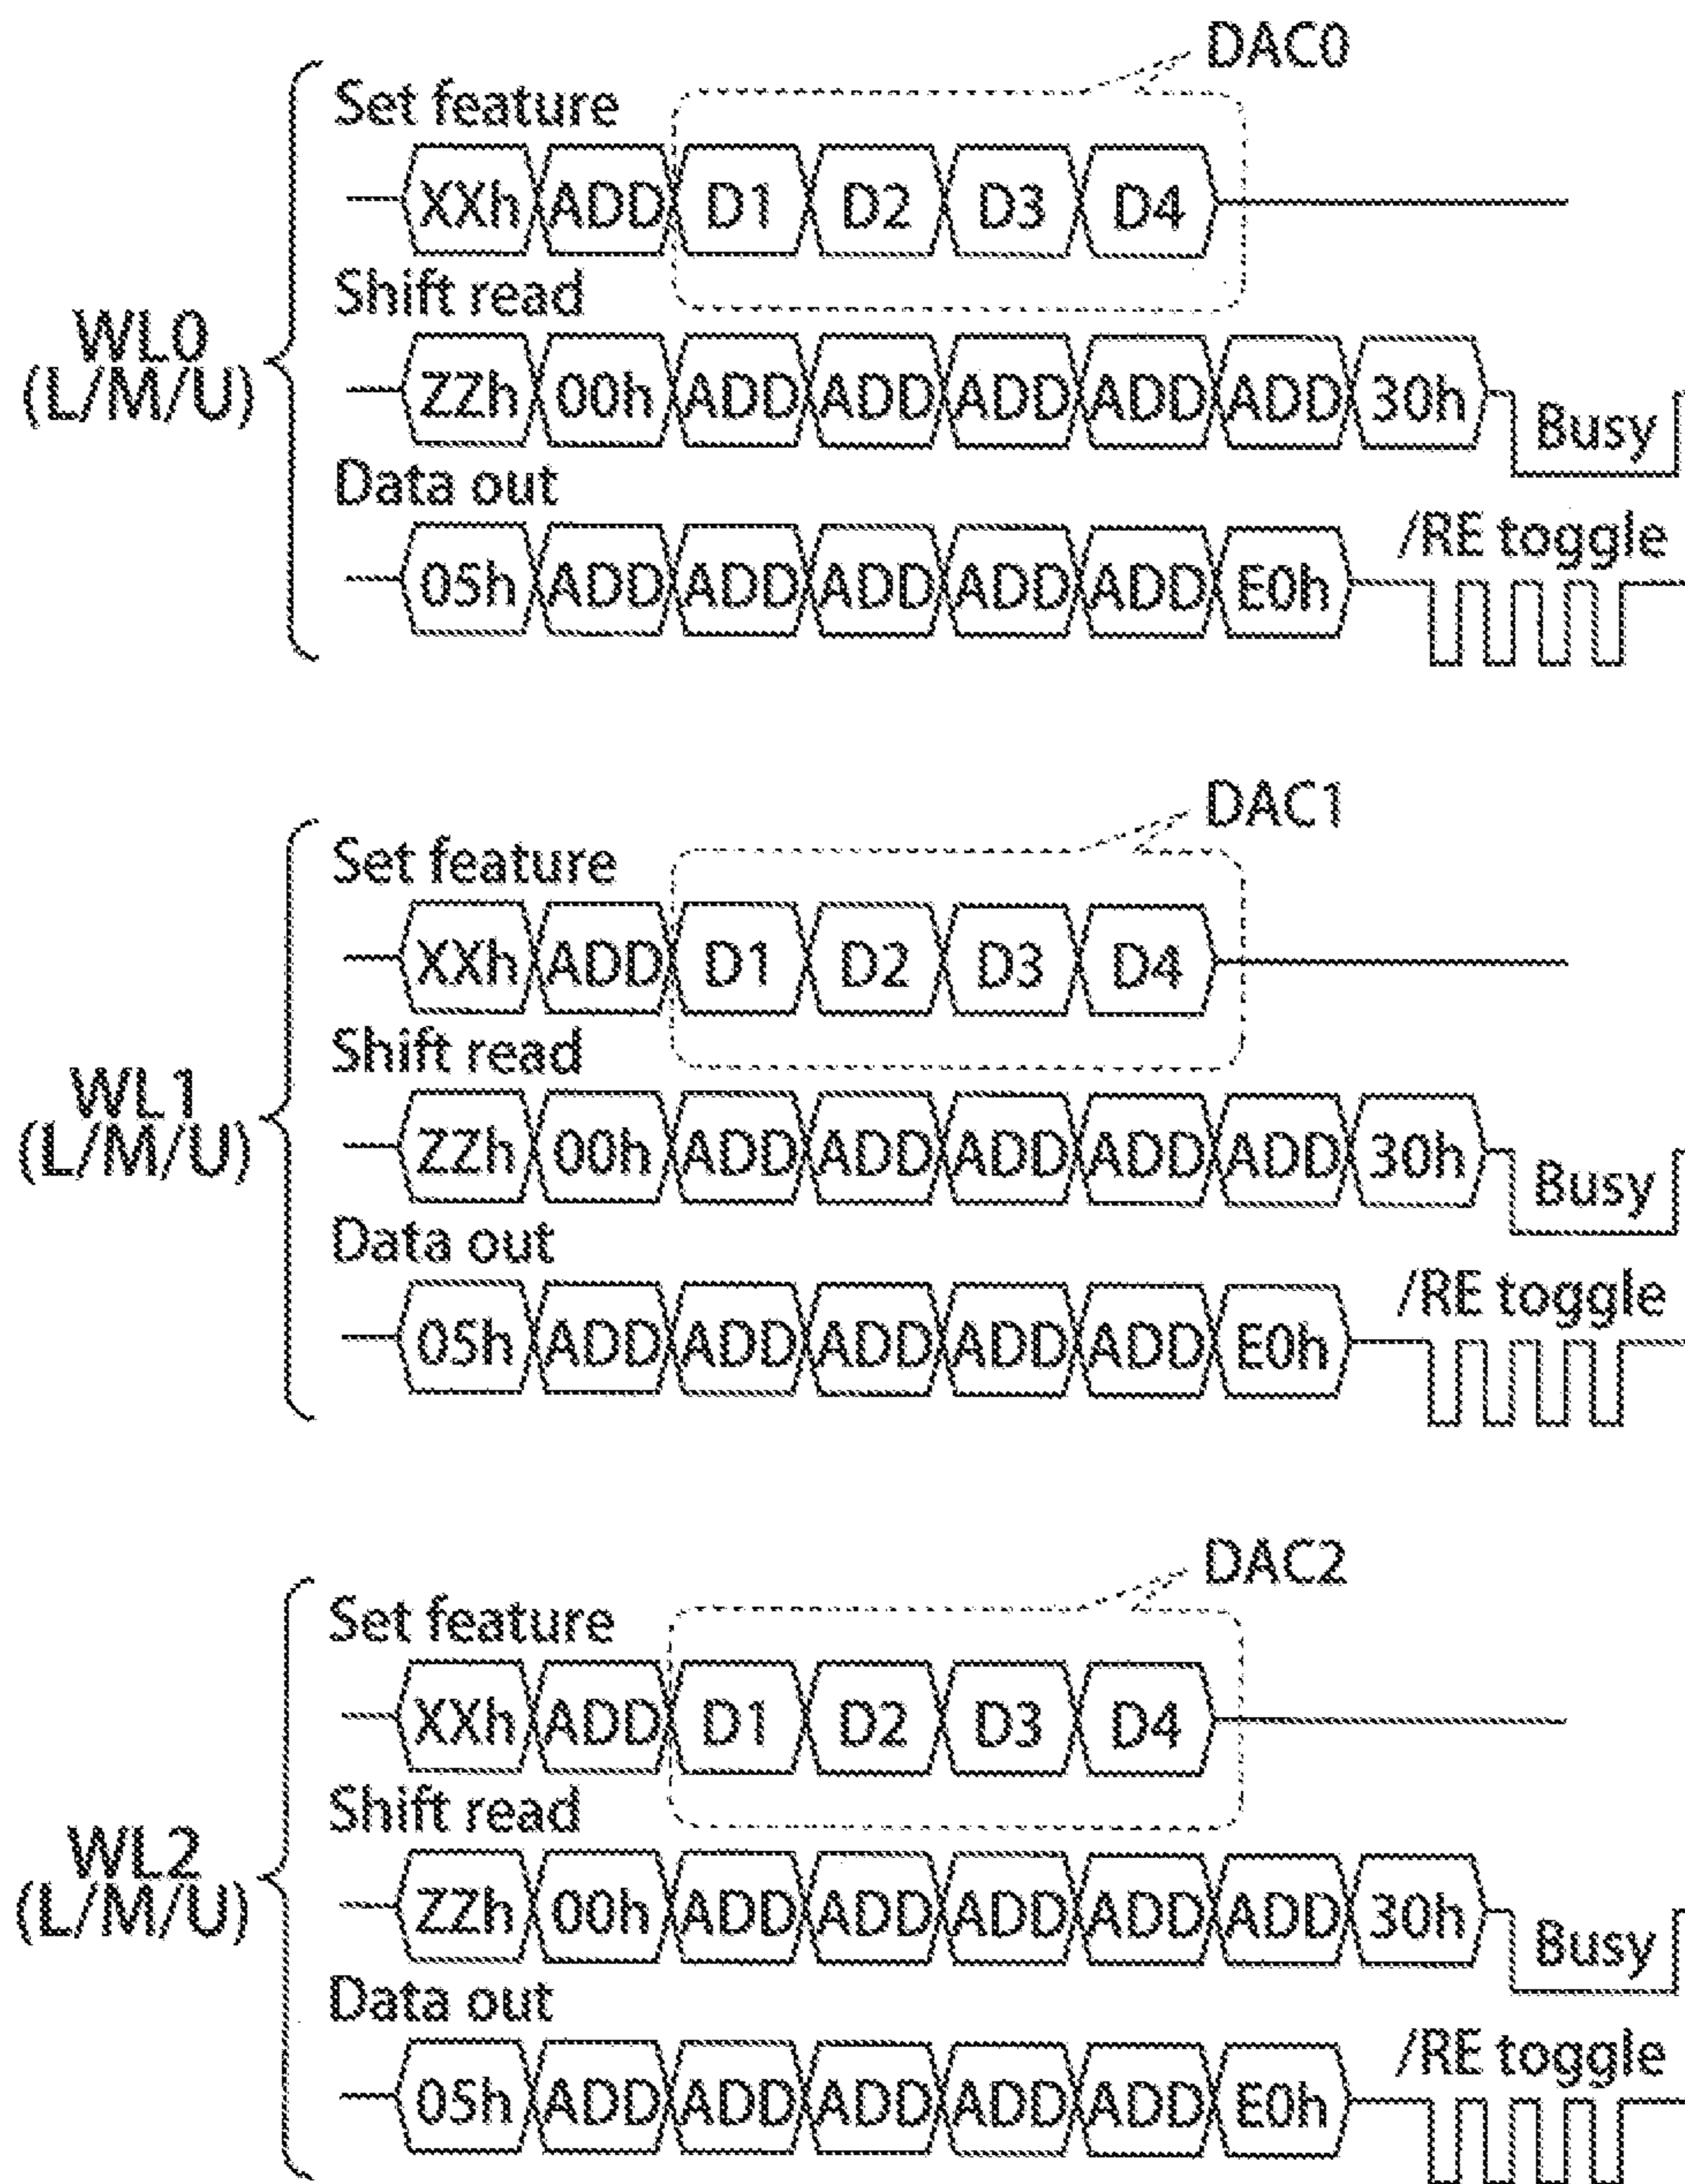 DAC0
Set feature
XXh ADD D1 D2 D3 D4
Shift read
WL0
(L/M/U)
ZZh 00h ADD ADD ADD ADD ADD 30h Busy
Data out
/RE toggle
05h ADD ADD ADD ADD ADD E0h
DAC1
Set feature
XXh ADD D1 D2 D3 D4
Shift read
WL1
(L/M/U)
ZZh 00h ADD ADD ADD ADD ADD 30h Busy
Data out
/RE toggle
05h ADD ADD ADD ADD ADD E0h
DAC2
Set feature
XXh ADD D1 D2 D3 D4
Shift read
WL2
(L/M/U)
ZZh 00h ADD ADD ADD ADD ADD 30h Busy
Data out
/RE toggle
05h ADD ADD ADD ADD ADD E0h